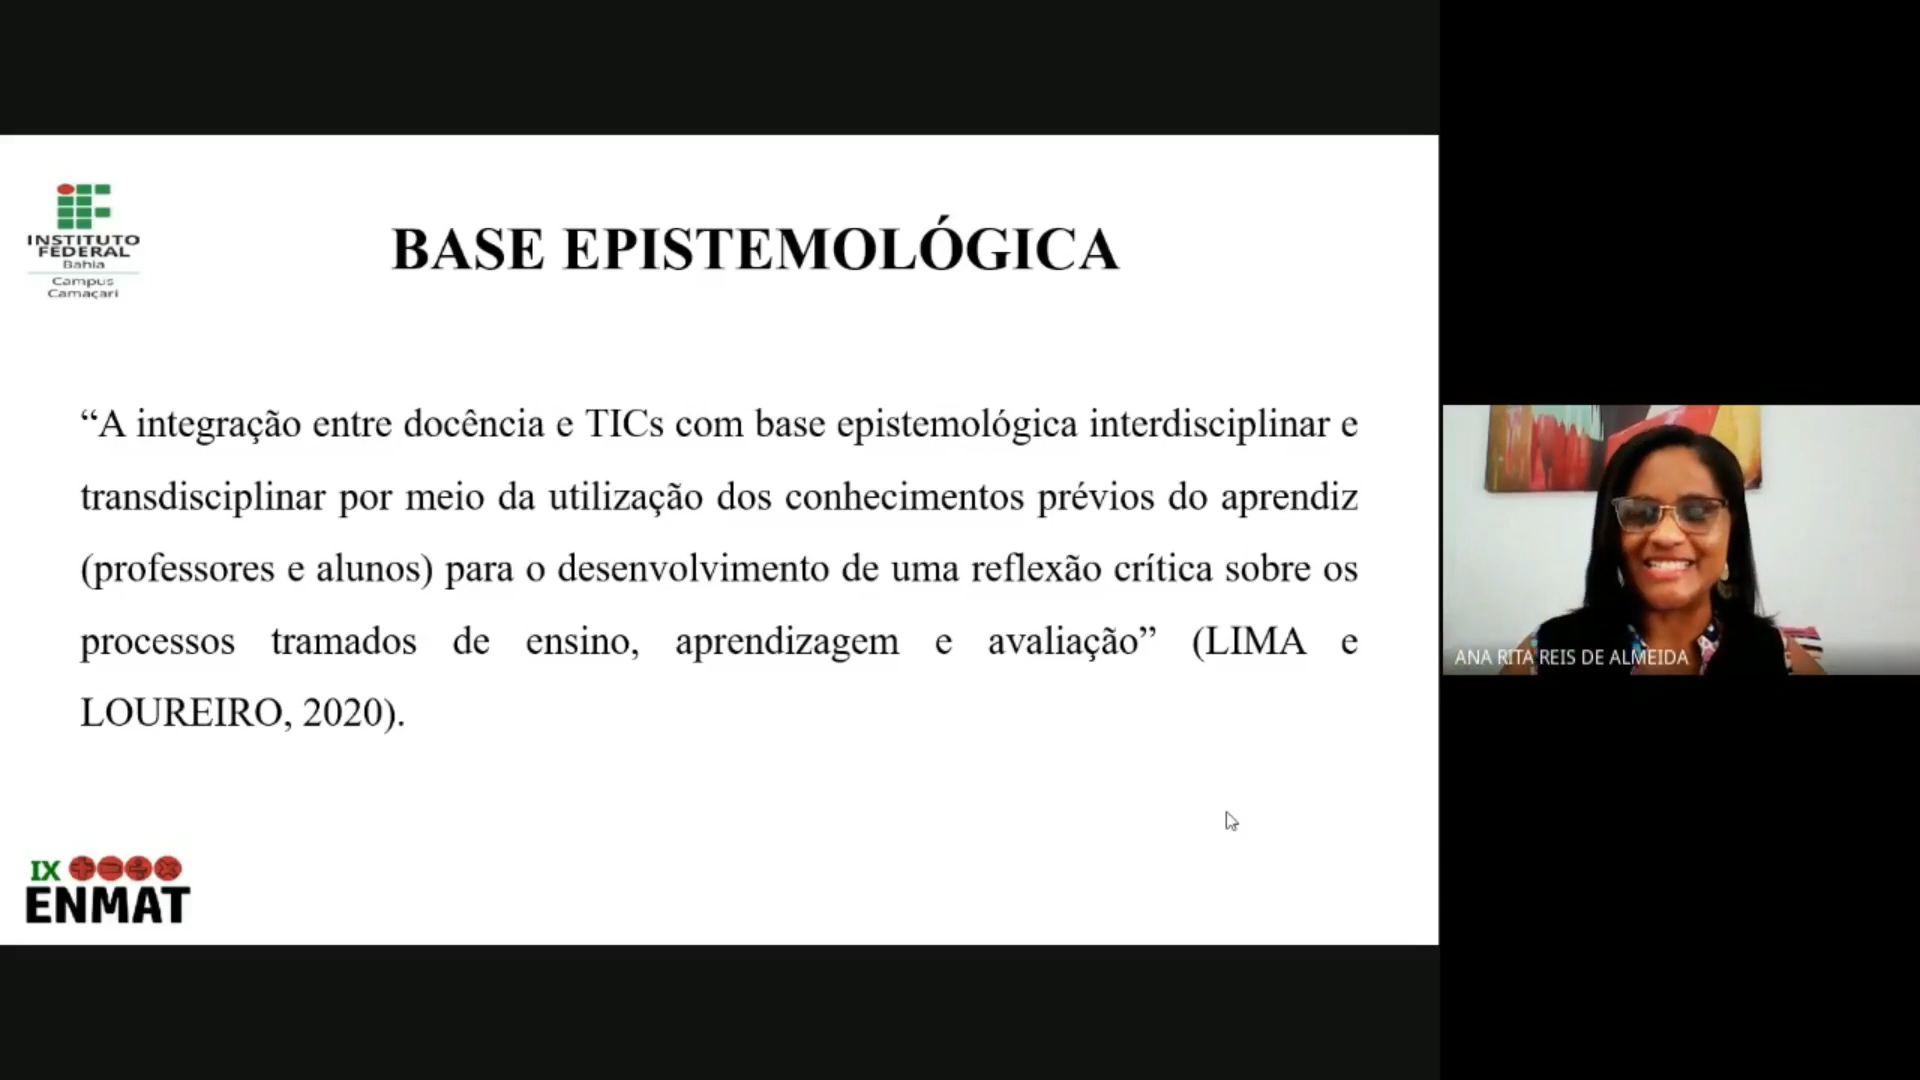 INSTITUTO
FEDERAL
Bahia
Campus
Camaçari
BASE EPISTEMOLÓGICA
“A integração entre docência e TICs com base epistemológica interdisciplinar e
transdisciplinar por meio da utilização dos conhecimentos prévios do aprendiz
(professores e alunos) para o desenvolvimento de uma reflexão crítica sobre os
processos tramados de ensino, aprendizagem e avaliação” (LIMA e
LOUREIRO, 2020).
IX
ENMAT
ANA RITA REIS DE ALMEIDA